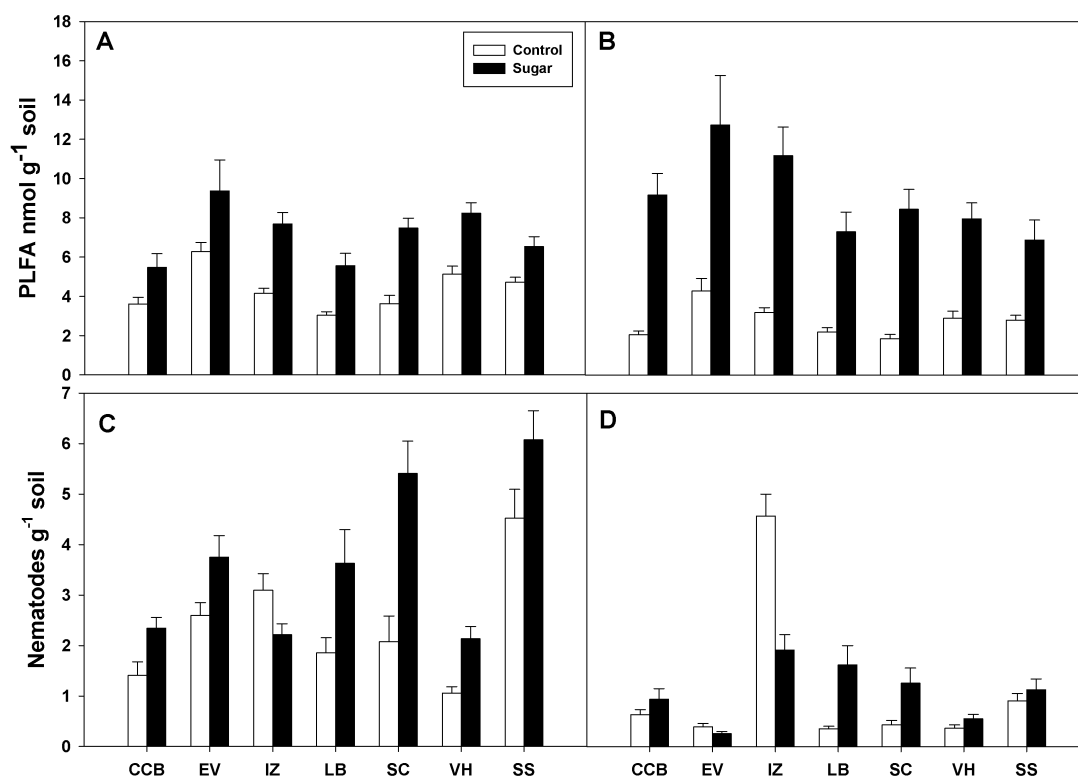 18
16
14
12
10
8
6
4
2
0
PLFA nmol g⁻¹ soil
A
Control
Sugar
B
7
6
5
4
3
2
1
0
Nematodes g⁻¹ soil
C
D
CCB EV IZ LB SC VH SS
CCB EV IZ LB SC VH SS